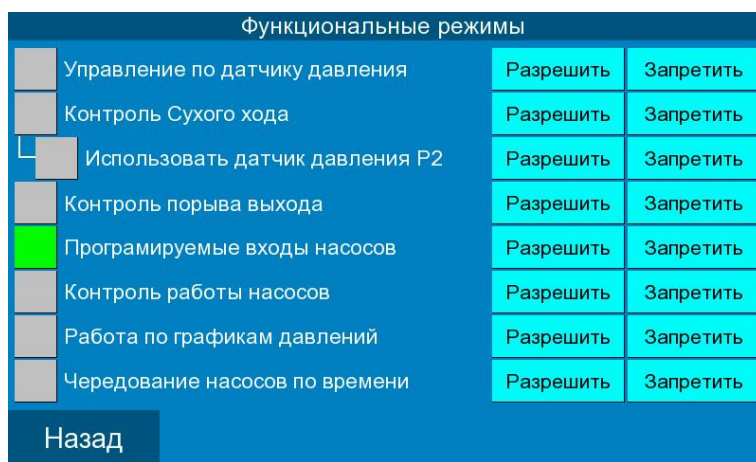 Функциональные режимы
Управление по датчику давления Разрешить Запретить
Контроль Сухого хода Разрешить Запретить
Использовать датчик давления P2 Разрешить Запретить
Контроль порыва выхода Разрешить Запретить
Програмируемые входы насосов Разрешить Запретить
Контроль работы насосов Разрешить Запретить
Работа по графикам давлений Разрешить Запретить
Чередование насосов по времени Разрешить Запретить
Назад